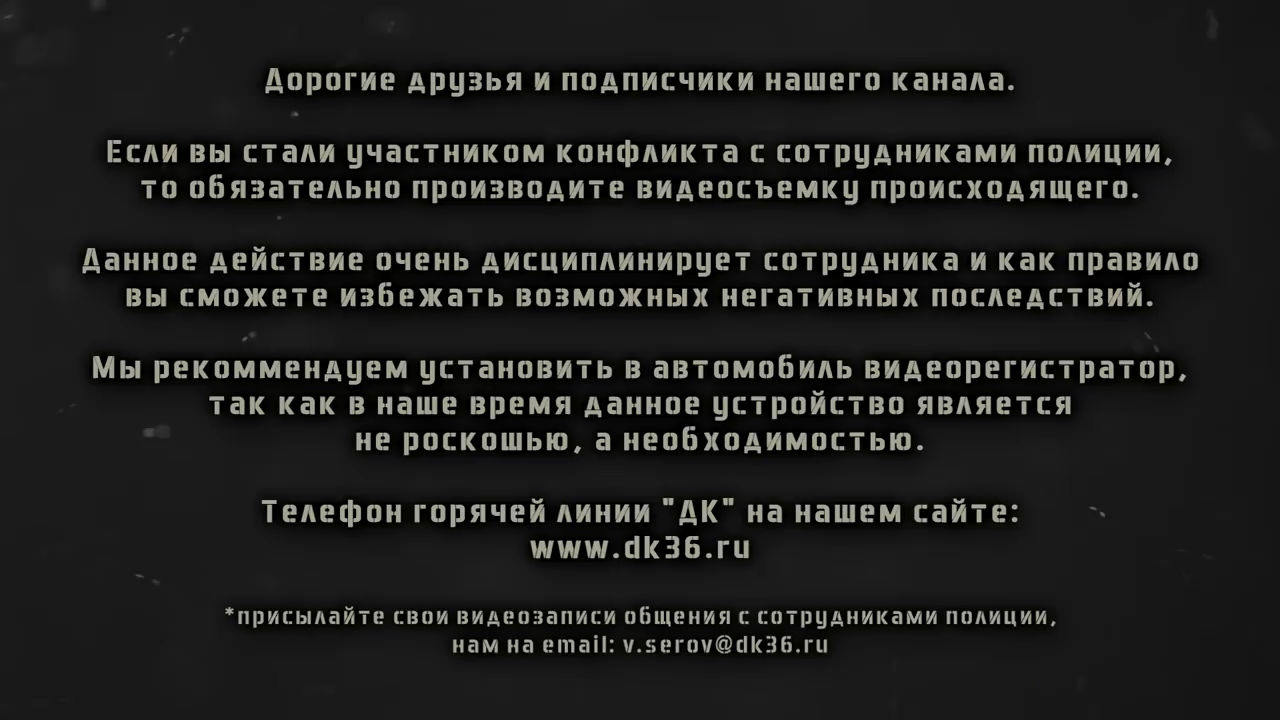 Дорогие друзья и подписчики нашего канала.
Если вы стали участником конфликта с сотрудниками полиции,
то обязательно производите видеосъемку происходящего.
Данное действие очень дисциплинирует сотрудника и как правило
вы сможете избежать возможных негативных последствий.
Мы рекоммендуем установить в автомобиль видеорегистратор,
так как в наше время данное устройство является
не роскошью, а необходимостью.
Телефон горячей линии "ДК" на нашем сайте:
www.dk36.ru
*присылайте свои видеозаписи общения с сотрудниками полиции,
нам на email: v.serov@dk36.ru